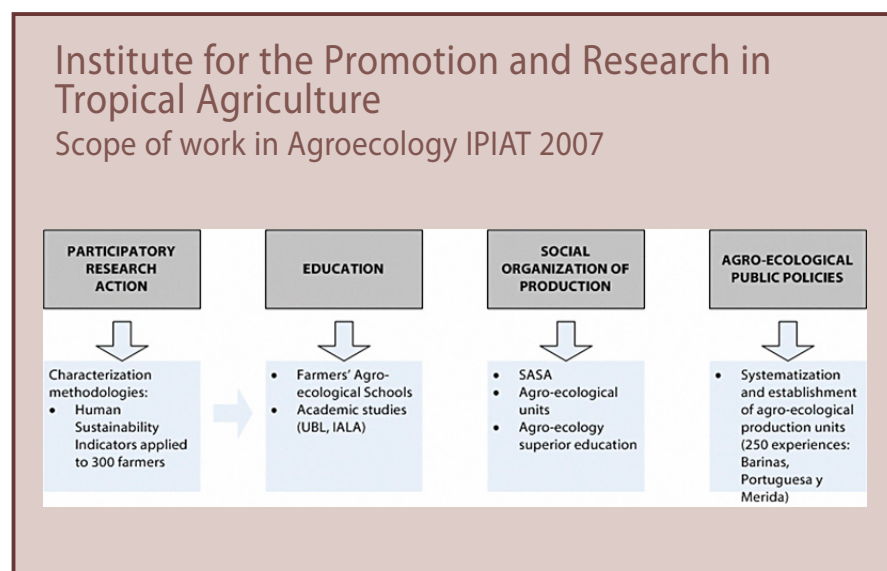 Institute for the Promotion and Research in
Tropical Agriculture
Scope of work in Agroecology IPIAT 2007
PARTICIPATORY
RESEARCH
ACTION
Characterization
methodologies:
• Human
Sustainability
Indicators applied
to 300 farmers
EDUCATION
• Farmers' Agro-
ecological Schools
• Academic studies
(UBL, IALA)
SOCIAL
ORGANIZATION OF
PRODUCTION
• SASA
• Agro-ecological
units
• Agro-ecology
superior education
AGRO-ECOLOGICAL
PUBLIC POLICIES
• Systematization
and establishment
of agro-ecological
production units
(250 experiences:
Barinas,
Portuguesa y
Merida)